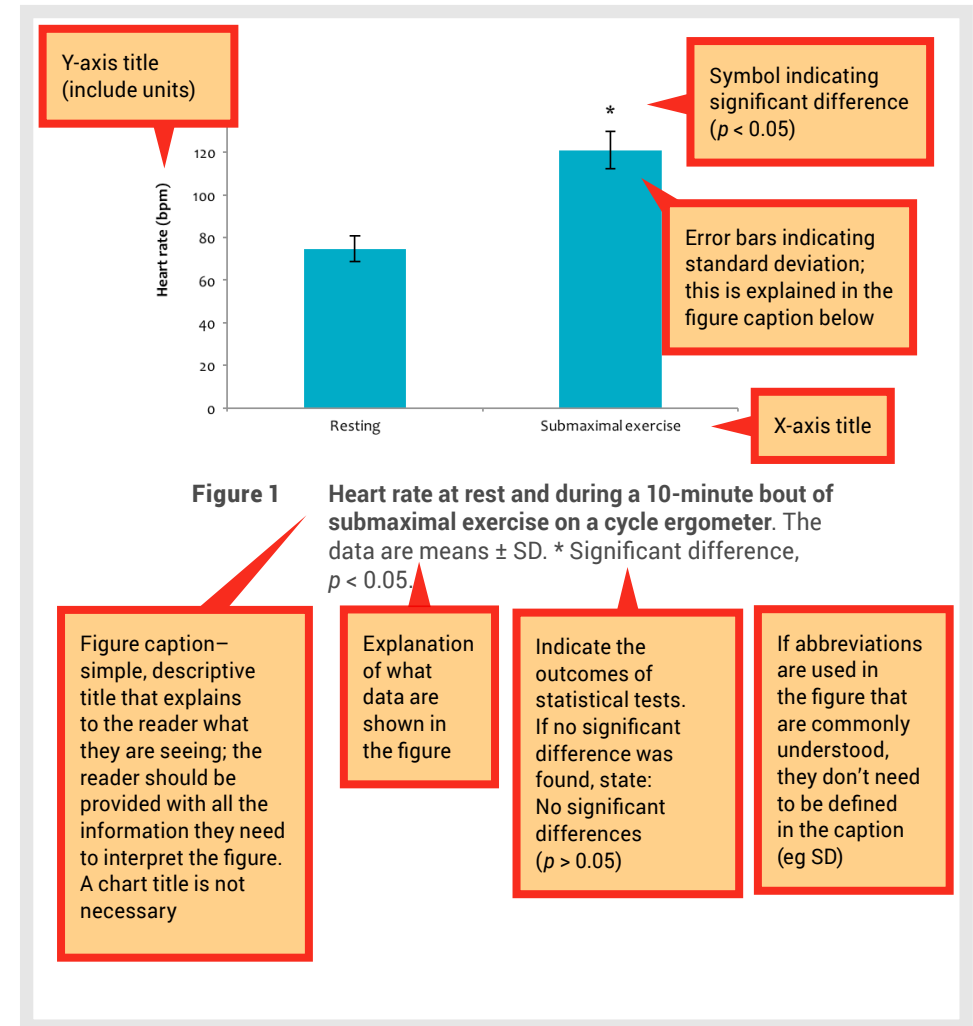 Y-axis title
(include units)
Symbol indicating
significant difference
(p < 0.05)
*
120
100
80
60
40
20
0
Heart rate (bpm)
Error bars indicating
standard deviation;
this is explained in the
figure caption below
Resting
Submaximal exercise
X-axis title
Figure 1 Heart rate at rest and during a 10-minute bout of
submaximal exercise on a cycle ergometer. The
data are means ± SD. * Significant difference,
p < 0.05.
Figure caption–
simple, descriptive
title that explains
to the reader what
they are seeing; the
reader should be
provided with all the
information they need
to interpret the figure.
A chart title is not
necessary
Explanation
of what
data are
shown in
the figure
Indicate the
outcomes of
statistical tests.
If no significant
difference was
found, state:
No significant
differences
(p > 0.05)
If abbreviations
are used in
the figure that
are commonly
understood,
they don't need
to be defined
in the caption
(eg SD)